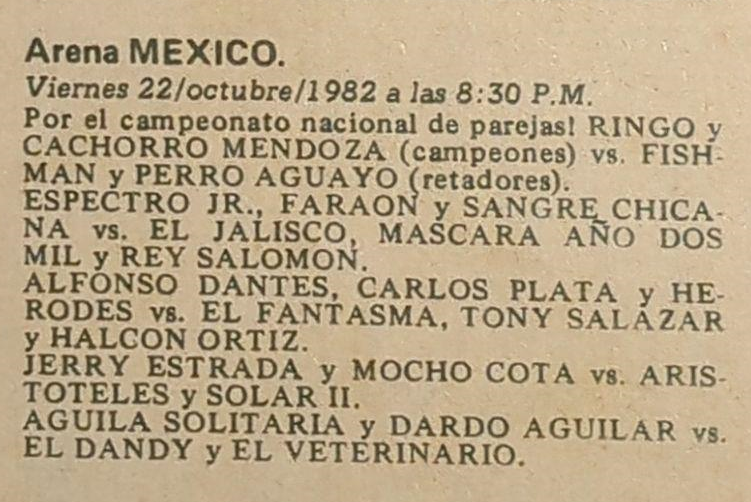 Arena MEXICO.
Viernes 22/octubre/1982 a las 8:30 P.M.
Por el campeonato nacional de parejas! RINGO y
CACHORRO MENDOZA (campeones) vs. FISH-
MAN y PERRO AGUAYO (retadores).
ESPECTRO JR., FARAON y SANGRE CHICA-
NA vs. EL JALISCO, MASCARA AÑO DOS
MIL y REY SALOMON.
ALFONSO DANTES, CARLOS PLATA y HE-
RODES vs. EL FANTASMA, TONY SALAZAR
y HALCON ORTIZ.
JERRY ESTRADA y MOCHO COTA vs. ARIS-
TOTELES y SOLAR II.
AGUILA SOLITARIA y DARDO AGUILAR vs.
EL DANDY y EL VETERINARIO.